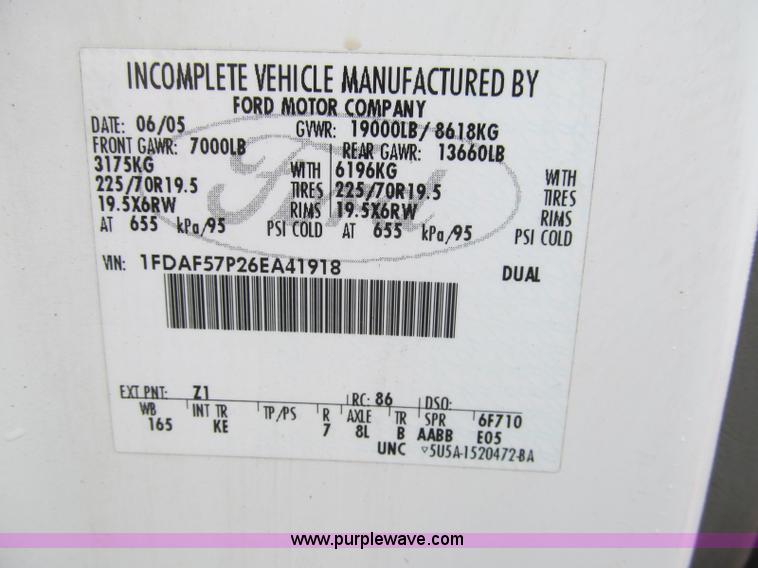 INCOMPLETE VEHICLE MANUFACTURED BY
FORD MOTOR COMPANY
DATE: 06/05 GVWR: 19000LB / 8618KG
FRONT GAWR: 7000LB REAR GAWR: 13660LB
3175KG WITH 6196KG WITH
225/70R19.5 TIRES 225/70R19.5 TIRES
19.5X6RW RIMS 19.5X6RW RIMS
AT 655 kPa/95 PSI COLD AT 655 kPa/95 PSI COLD
VIN: 1FDAF57P26EA41918 DUAL
Ford
EXT PNT: Z1 RC: 86 DSO:
WB INT TR TP/PS R AXLE TR SPR 6F710
165 KE 7 8L B AABB E05
UNC ▽5U5A-1520472-BA
www.purplewave.com